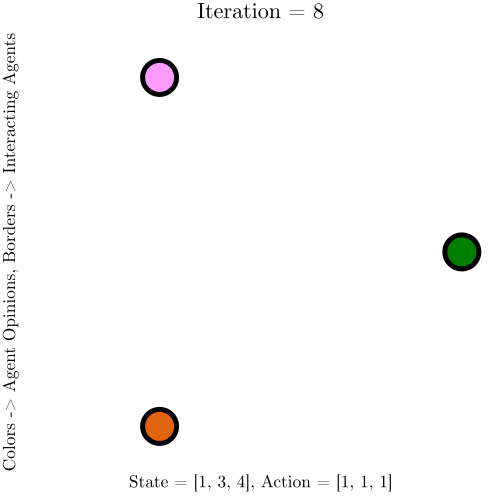 Iteration = 8
Colors -> Agent Opinions, Borders -> Interacting Agents
State = [1, 3, 4], Action = [1, 1, 1]